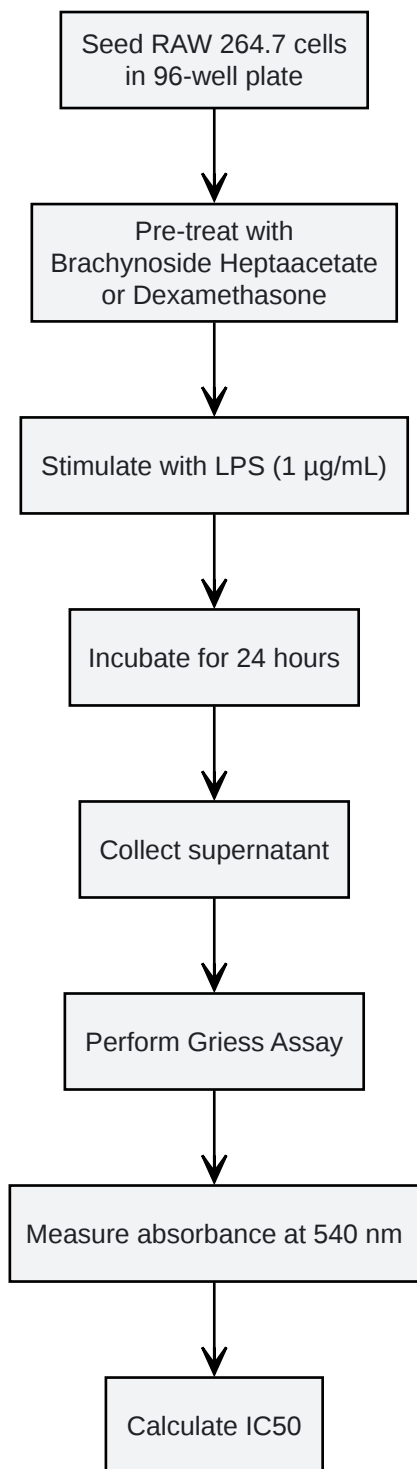 Seed RAW 264.7 cells
in 96-well plate
Pre-treat with
Brachynoside Heptaacetate
or Dexamethasone
Stimulate with LPS (1 µg/mL)
Incubate for 24 hours
Collect supernatant
Perform Griess Assay
Measure absorbance at 540 nm
Calculate IC50